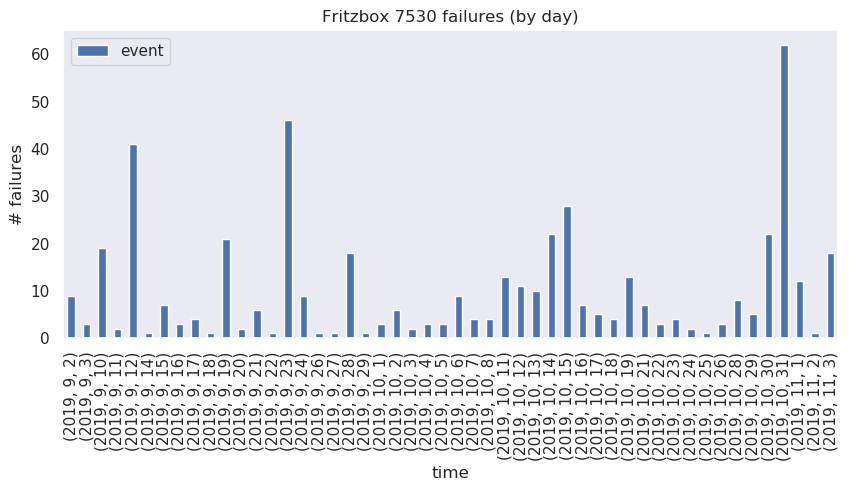 Fritzbox 7530 failures (by day)
event
# failures
60
50
40
30
20
10
0
(2019, 9, 2)
(2019, 9, 3)
(2019, 9, 10)
(2019, 9, 11)
(2019, 9, 12)
(2019, 9, 14)
(2019, 9, 15)
(2019, 9, 16)
(2019, 9, 17)
(2019, 9, 18)
(2019, 9, 19)
(2019, 9, 20)
(2019, 9, 21)
(2019, 9, 22)
(2019, 9, 23)
(2019, 9, 24)
(2019, 9, 26)
(2019, 9, 27)
(2019, 9, 28)
(2019, 9, 29)
(2019, 10, 1)
(2019, 10, 2)
(2019, 10, 3)
(2019, 10, 4)
(2019, 10, 5)
(2019, 10, 6)
(2019, 10, 7)
(2019, 10, 8)
(2019, 10, 11)
(2019, 10, 12)
(2019, 10, 13)
(2019, 10, 14)
(2019, 10, 15)
(2019, 10, 16)
(2019, 10, 17)
(2019, 10, 18)
(2019, 10, 19)
(2019, 10, 21)
(2019, 10, 22)
(2019, 10, 23)
(2019, 10, 24)
(2019, 10, 25)
(2019, 10, 26)
(2019, 10, 28)
(2019, 10, 29)
(2019, 10, 30)
(2019, 10, 31)
(2019, 11, 1)
(2019, 11, 2)
(2019, 11, 3)
time